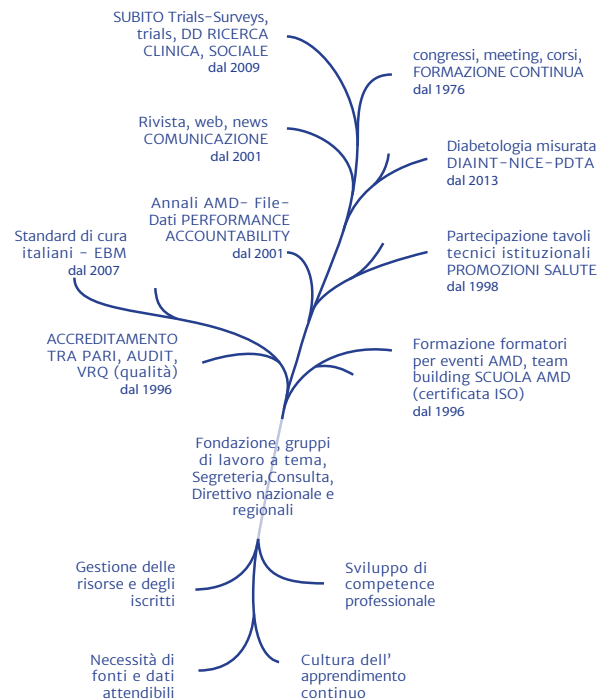 SUBITO Trials-Surveys,
trials, DD RICERCA
CLINICA, SOCIALE
dal 2009
congressi, meeting, corsi,
FORMAZIONE CONTINUA
dal 1976
Rivista, web, news
COMUNICAZIONE
dal 2001
Diabetologia misurata
DIAINT-NICE-PDTA
dal 2013
Annali AMD- File-
Dati PERFORMANCE
ACCOUNTABILITY
dal 2001
Standard di cura
italiani - EBM
dal 2007
Partecipazione tavoli
tecnici istituzionali
PROMOZIONI SALUTE
dal 1998
ACCREDITAMENTO
TRA PARI, AUDIT,
VRQ (qualità)
dal 1996
Formazione formatori
per eventi AMD, team
building SCUOLA AMD
(certificata ISO)
dal 1996
Fondazione, gruppi
di lavoro a tema,
Segreteria,Consulta,
Direttivo nazionale e
regionali
Gestione delle
risorse e degli
iscritti
Sviluppo di
competence
professionale
Necessità di
fonti e dati
attendibili
Cultura dell'
apprendimento
continuo